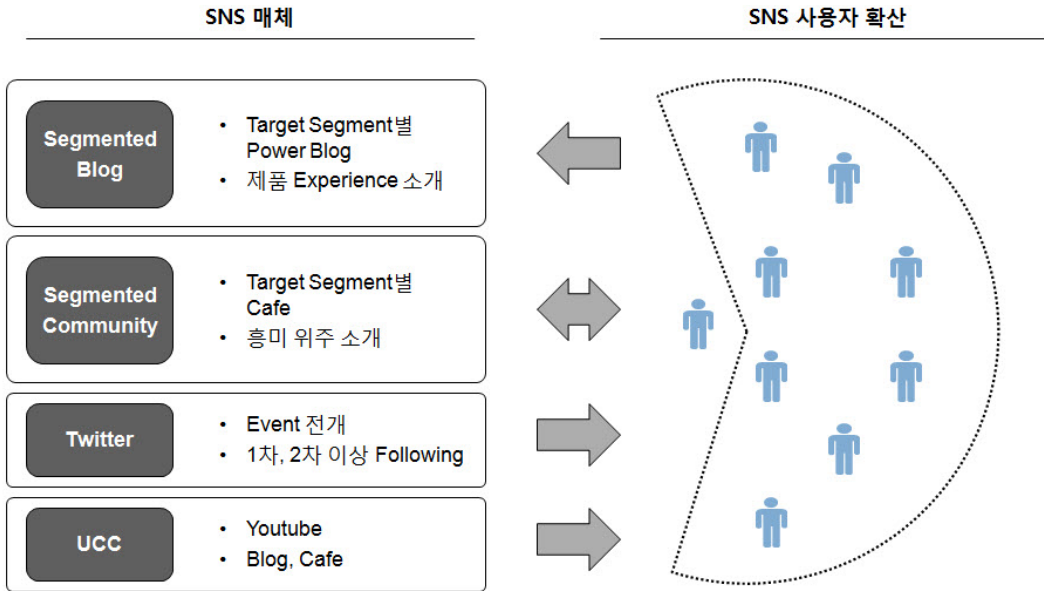 SNS 매체
SNS 사용자 확산
Segmented
Blog
• Target Segment별
Power Blog
• 제품 Experience 소개
Segmented
Community
• Target Segment별
Cafe
• 흥미 위주 소개
Twitter
• Event 전개
• 1차, 2차 이상 Following
UCC
• Youtube
• Blog, Cafe